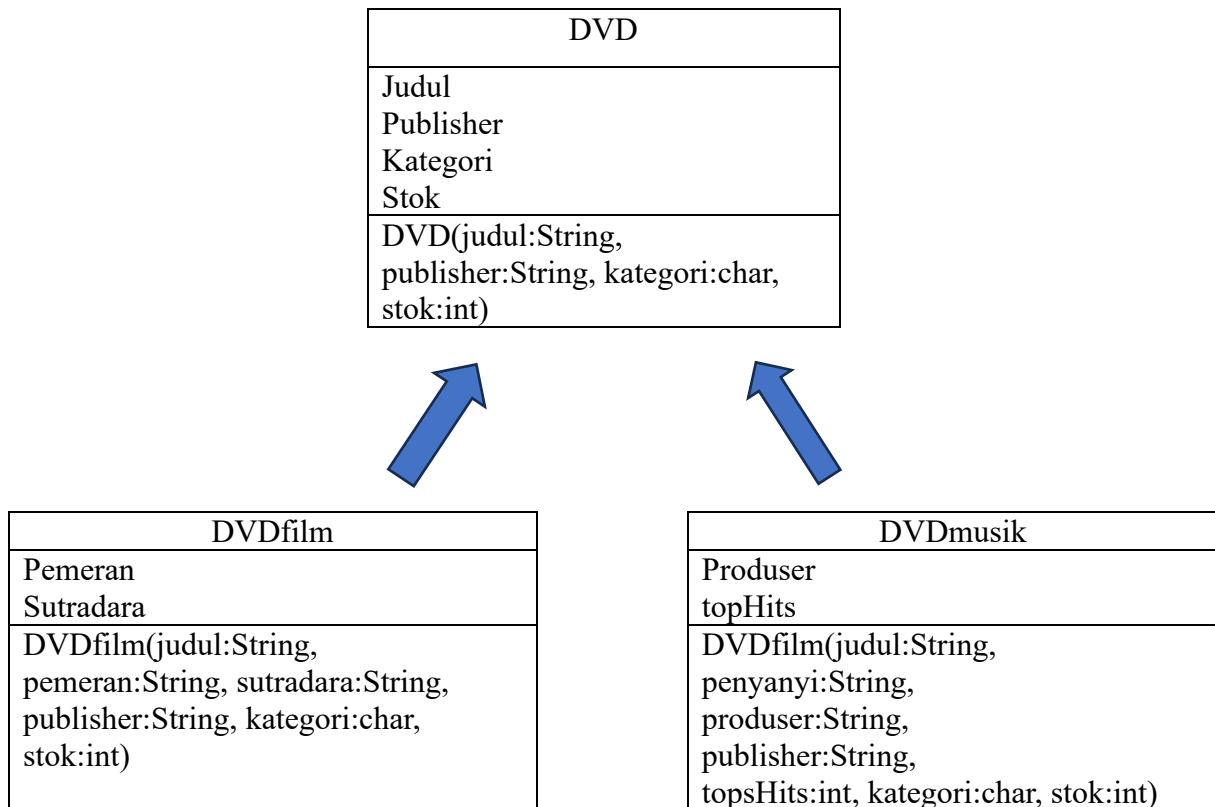 DVD
Judul
Publisher
Kategori
Stok
DVD(judul:String,
publisher:String, kategori:char,
stok:int)
DVDfilm
Pemeran
Sutradara
DVDfilm(judul:String,
pemeran:String, sutradara:String,
publisher:String, kategori:char,
stok:int)
DVDmusik
Produser
topHits
DVDfilm(judul:String,
penyanyi:String,
produser:String,
publisher:String,
topsHits:int, kategori:char, stok:int)